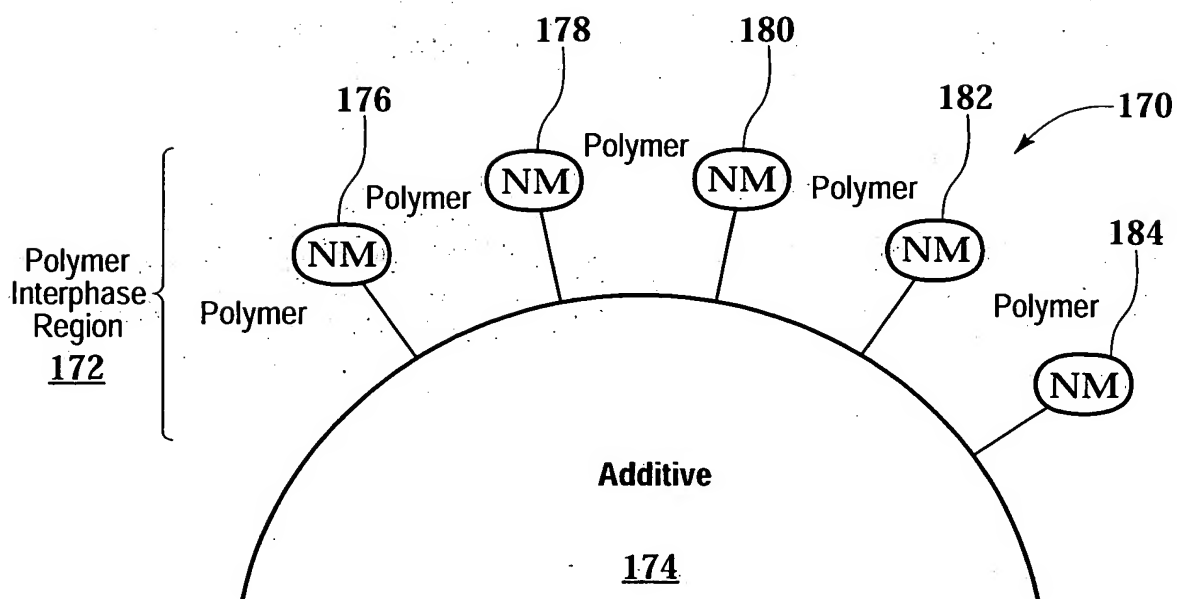 178
180
176
182
170
Polymer
NM
NM
Polymer
Polymer
184
NM
NM
Polymer
Interphase
Region
172
Polymer
Polymer
NM
Additive
174